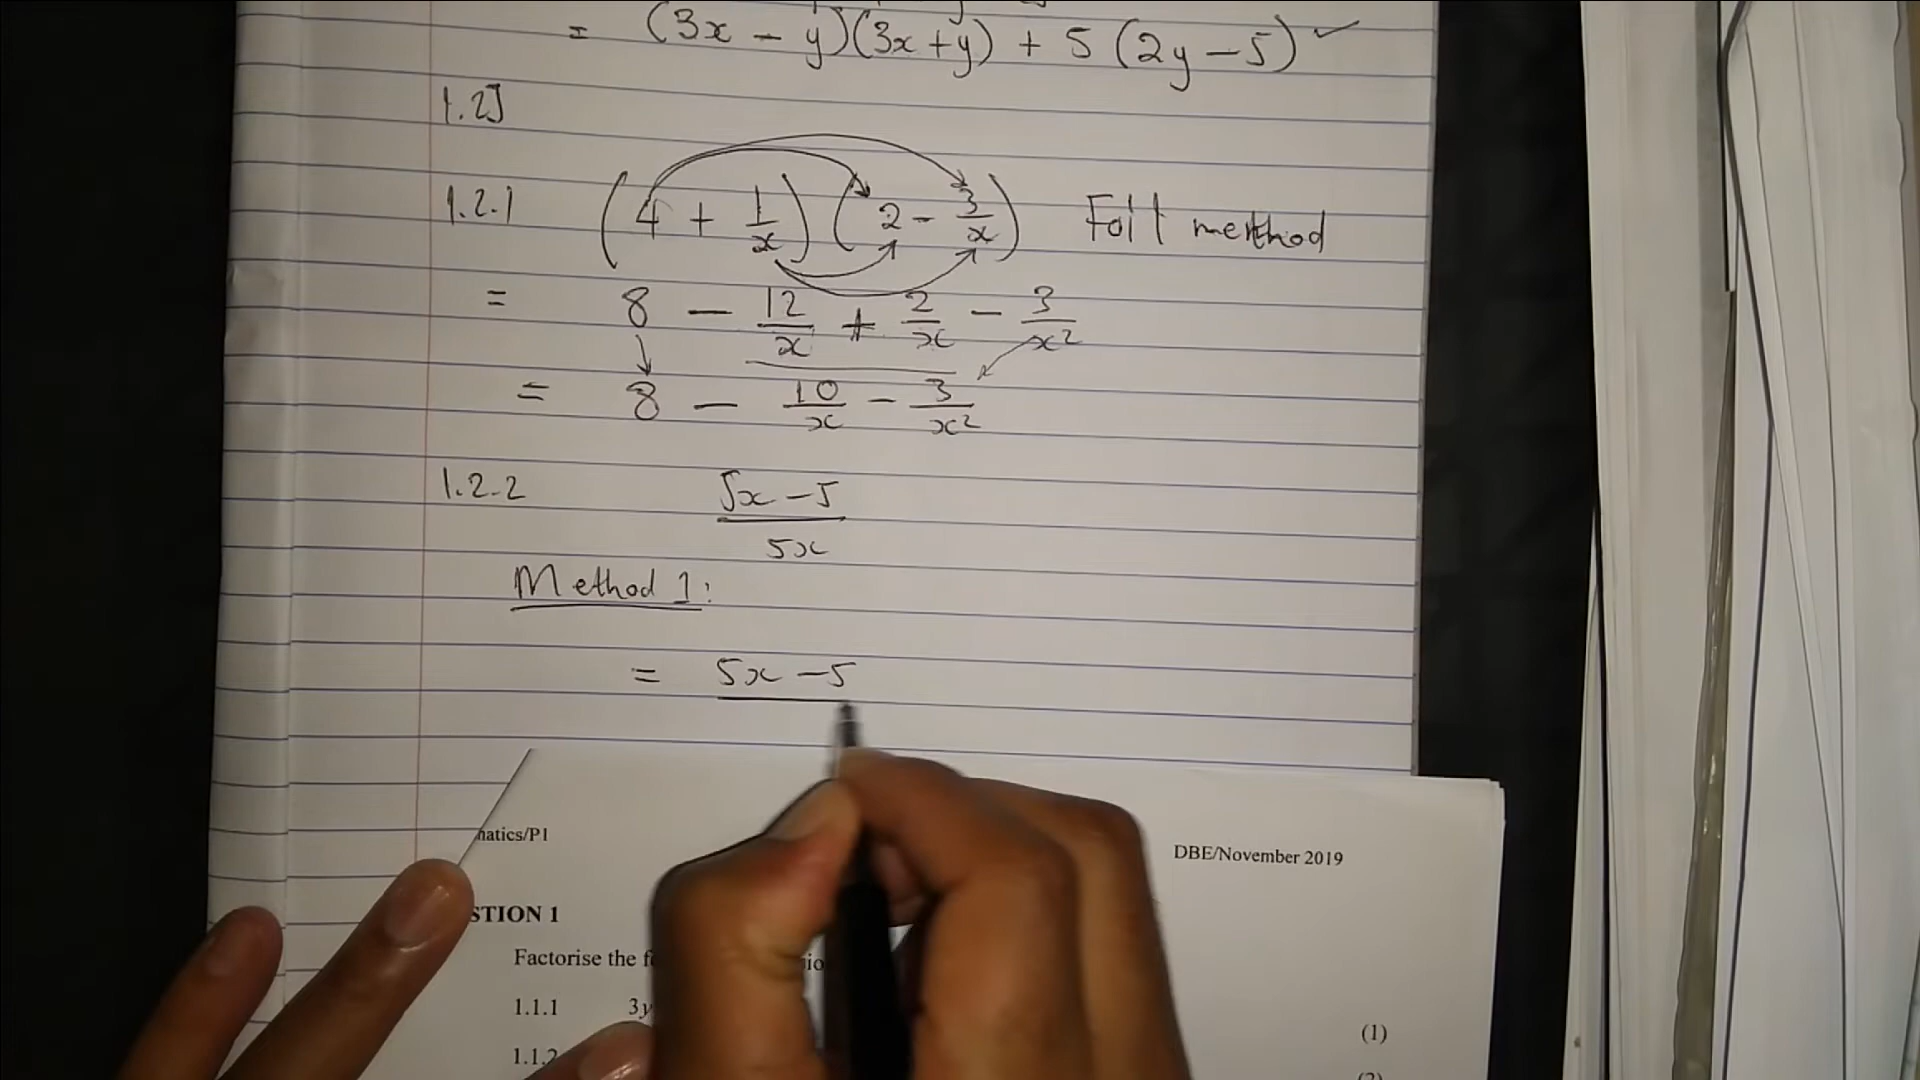 = (3x - y)(3x+y) + 5(2y-5) ✓
1.2]
1.2.1 (4 + 1/x)(2 - 3/x) Foil method
= 8 - 12/x + 2/x - 3/x²
= 8 - 10/x - 3/x²
1.2.2 5x-5 / 5x
Method 1:
= 5x-5
hatics/P1 DBE/November 2019
STION 1
Factorise the
1.1.1 3y (1)
1.1.2